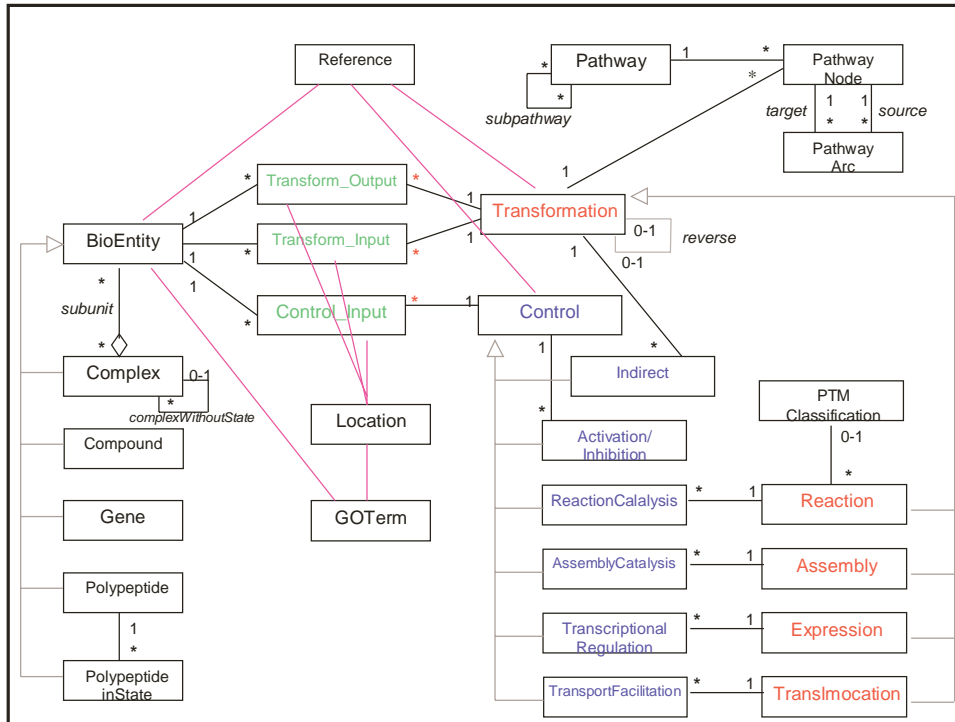 Reference
Pathway
1
*
Pathway
Node
*
*
subpathway
*
target
1
1
source
*
*
Pathway
Arc
1
*
Transform_Output
*
1
Transformation
1
0-1
reverse
0-1
BioEntity
1
*
Transform_Input
*
1
1
1
*
Control_Input
*
1
Control
*
subunit
*
Complex
0-1
*
complexWithoutState
1
*
Indirect
*
Activation/
Inhibition
PTM
Classification
0-1
*
Location
Compound
Gene
GOTerm
ReactionCalalysis
*
1
Reaction
Polypeptide
1
*
Polypeptide
inState
AssemblyCatalysis
*
1
Assembly
Transcriptional
Regulation
*
1
Expression
TransportFacilitation
*
1
Translmocation